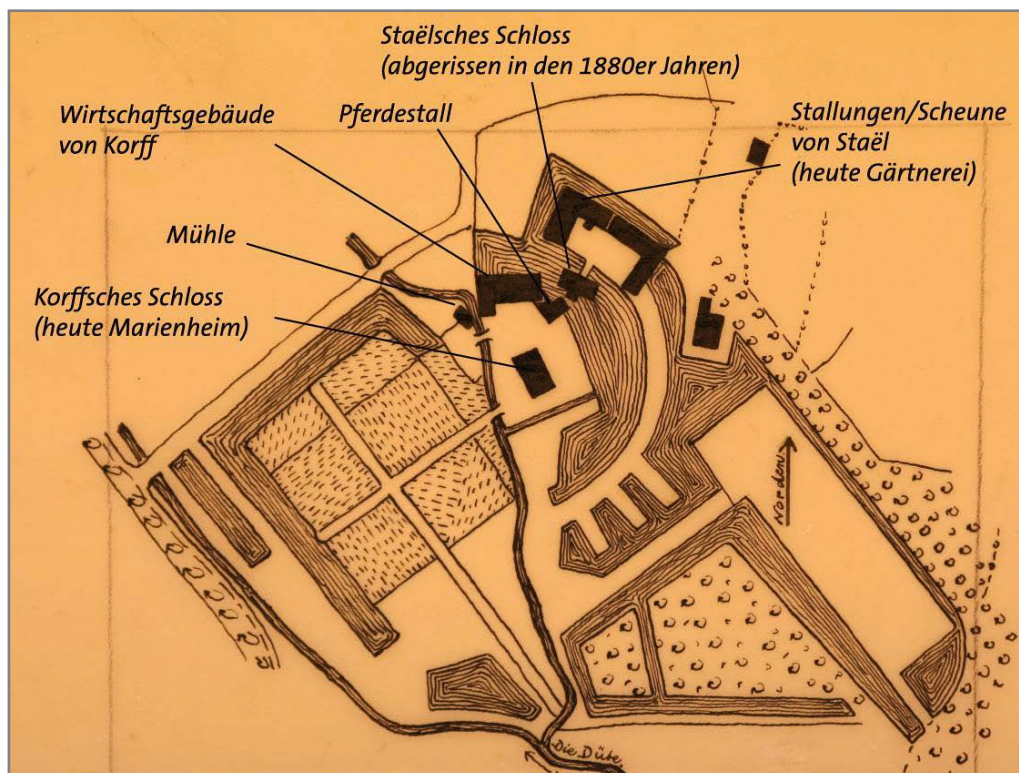 Staëlsches Schloss
(abgerissen in den 1880er Jahren)
Wirtschaftsgebäude
von Korff
Pferdestall
Stallungen/Scheune
von Staël
(heute Gärtnerei)
Mühle
Korffsches Schloss
(heute Marienheim)
Norden
Die Düte.